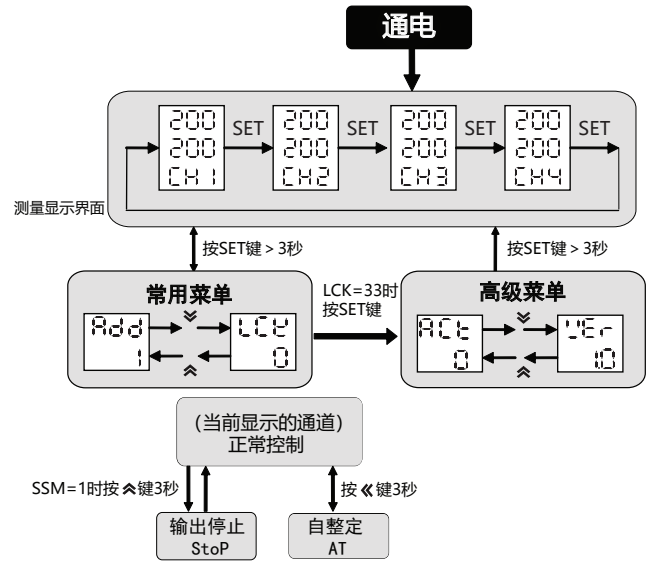 通电
200 200 200 200
SET SET SET SET
200 200 200 200
CH1 CH2 CH3 CH4
测量显示界面
按SET键 > 3秒
按SET键 > 3秒
常用菜单
Add LCK
1 0
LCK=33时
按SET键
高级菜单
ACt VEr
0 1.0
(当前显示的通道)
正常控制
SSM=1时按 键3秒
按 键3秒
输出停止
StoP
自整定
AT